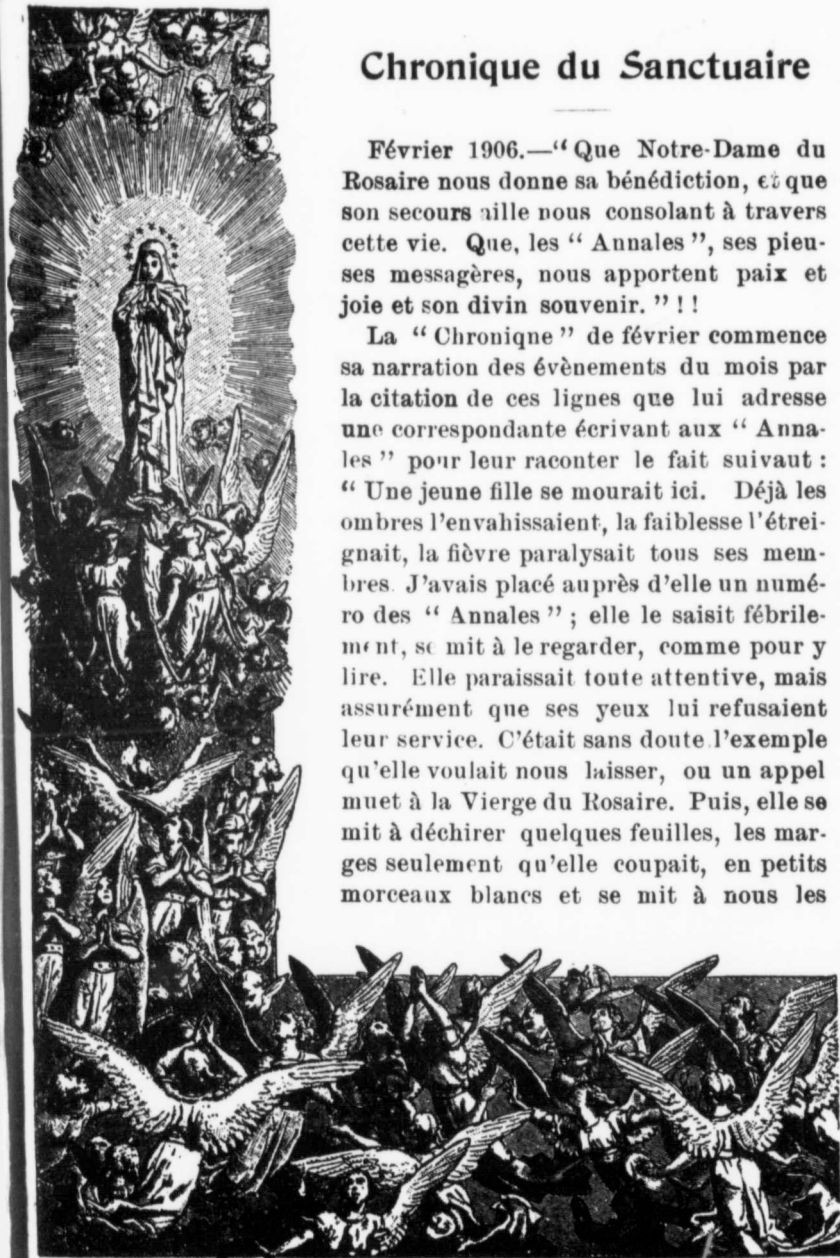 Chronique du Sanctuaire
Février 1906.—“ Que Notre-Dame du
Rosaire nous donne sa bénédiction, et que
son secours aille nous consolant à travers
cette vie. Que, les “ Annales ”, ses pieu-
ses messagères, nous apportent paix et
joie et son divin souvenir. ” ! !
La “ Chroniqne ” de février commence
sa narration des évènements du mois par
la citation de ces lignes que lui adresse
une correspondante écrivant aux “ Anna-
les ” pour leur raconter le fait suivaut :
“ Une jeune fille se mourait ici. Déjà les
ombres l’envahissaient, la faiblesse l’étrei-
gnait, la fièvre paralysait tous ses mem-
bres. J’avais placé auprès d’elle un numé-
ro des “ Annales ” ; elle le saisit fébrile-
ment, se mit à le regarder, comme pour y
lire. Elle paraissait toute attentive, mais
assurément que ses yeux lui refusaient
leur service. C’était sans doute l’exemple
qu’elle voulait nous laisser, ou un appel
muet à la Vierge du Rosaire. Puis, elle se
mit à déchirer quelques feuilles, les mar-
ges seulement qu’elle coupait, en petits
morceaux blancs et se mit à nous les